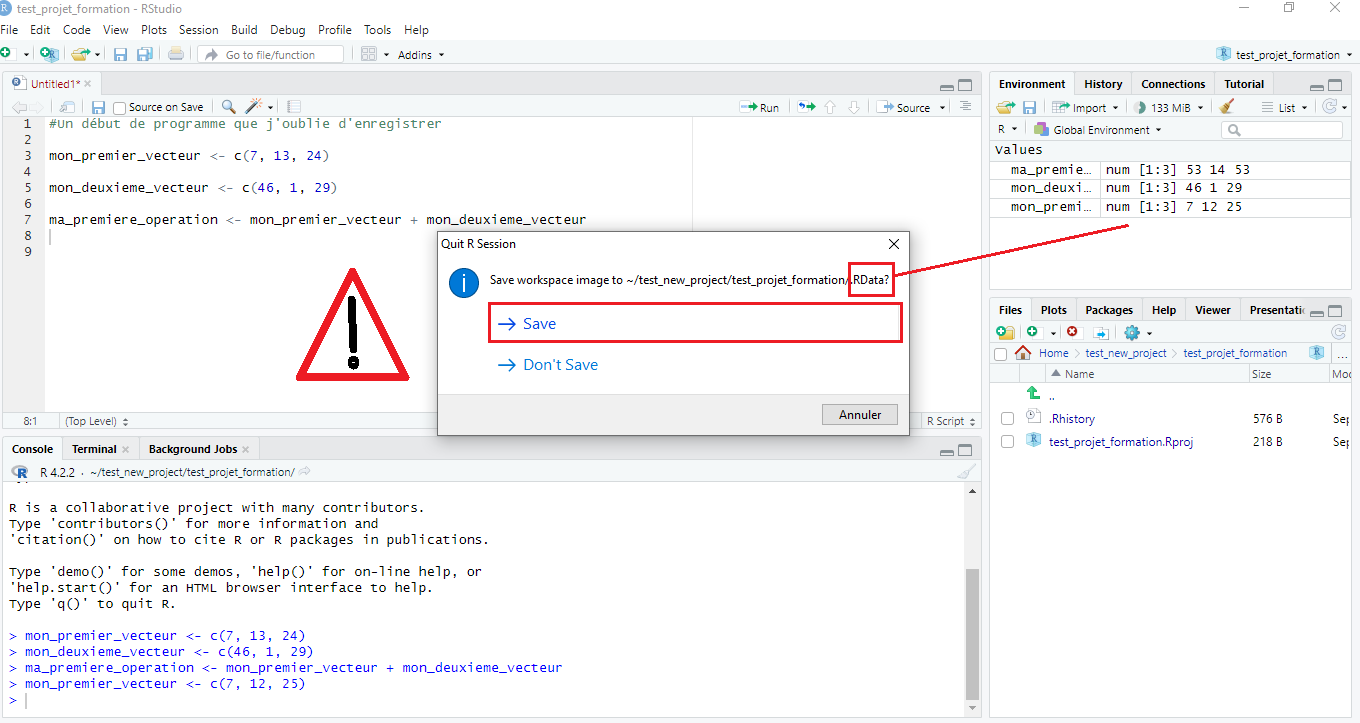 test_projet_formation - RStudio
File Edit Code View Plots Session Build Debug Profile Tools Help
Go to file/function Addins test_projet_formation
Untitled1*
Source on Save Run Source
1 #Un début de programme que j'oublie d'enregistrer
2
3 mon_premier_vecteur <- c(7, 13, 24)
4
5 mon_deuxieme_vecteur <- c(46, 1, 29)
6
7 ma_premiere_operation <- mon_premier_vecteur + mon_deuxieme_vecteur
8
9
8:1 (Top Level) R Script
Quit R Session
Save workspace image to ~/test_new_project/test_projet_formation/.RData?
Save
Don't Save
Annuler
!
Console Terminal Background Jobs
R 4.2.2 · ~/test_new_project/test_projet_formation/
R is a collaborative project with many contributors.
Type 'contributors()' for more information and
'citation()' on how to cite R or R packages in publications.
Type 'demo()' for some demos, 'help()' for on-line help, or
'help.start()' for an HTML browser interface to help.
Type 'q()' to quit R.
> mon_premier_vecteur <- c(7, 13, 24)
> mon_deuxieme_vecteur <- c(46, 1, 29)
> ma_premiere_operation <- mon_premier_vecteur + mon_deuxieme_vecteur
> mon_premier_vecteur <- c(7, 12, 25)
>
Environment History Connections Tutorial
Import 133 MiB List
R Global Environment
Values
ma_premie… num [1:3] 53 14 53
mon_deuxi… num [1:3] 46 1 29
mon_premi… num [1:3] 7 12 25
Files Plots Packages Help Viewer Presentati
Home test_new_project test_projet_formation ...
Name Size Mo
..
.Rhistory 576 B Sep
test_projet_formation.Rproj 218 B Sep